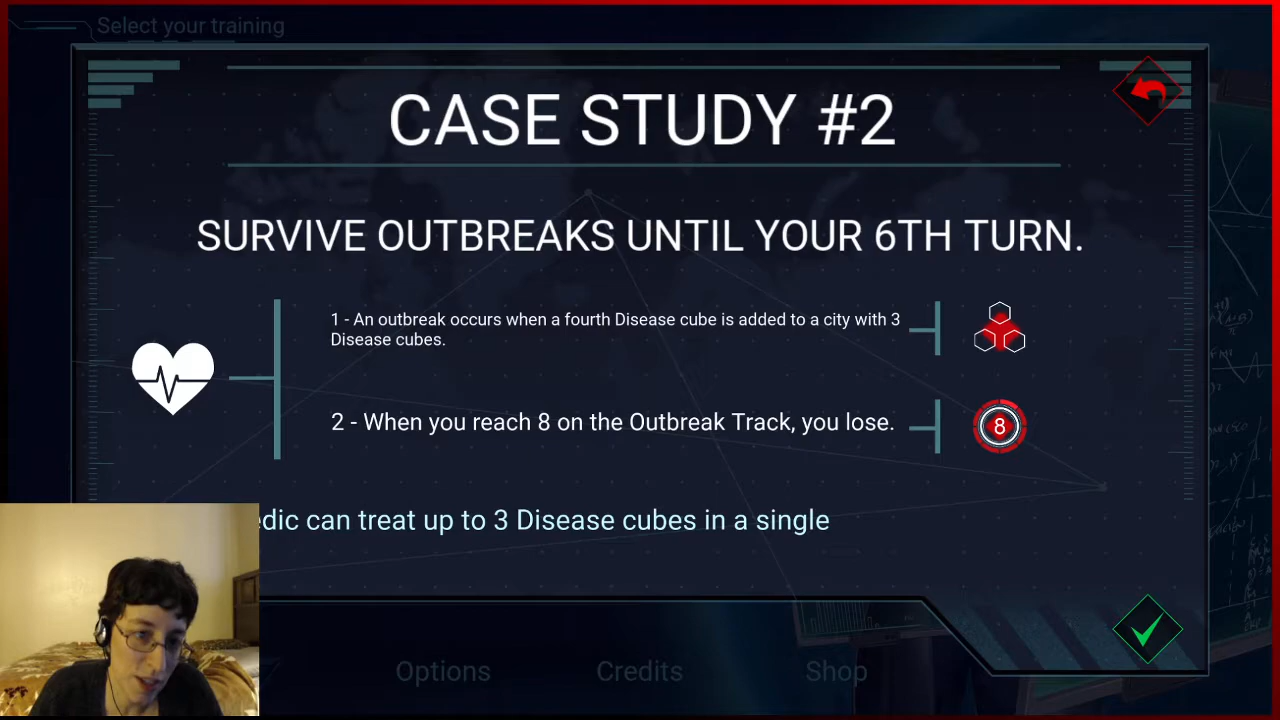 Select your training
CASE STUDY #2
SURVIVE OUTBREAKS UNTIL YOUR 6TH TURN.
1 - An outbreak occurs when a fourth Disease cube is added to a city with 3
Disease cubes.
2 - When you reach 8 on the Outbreak Track, you lose.
8
edic can treat up to 3 Disease cubes in a single
Options
Credits
Shop